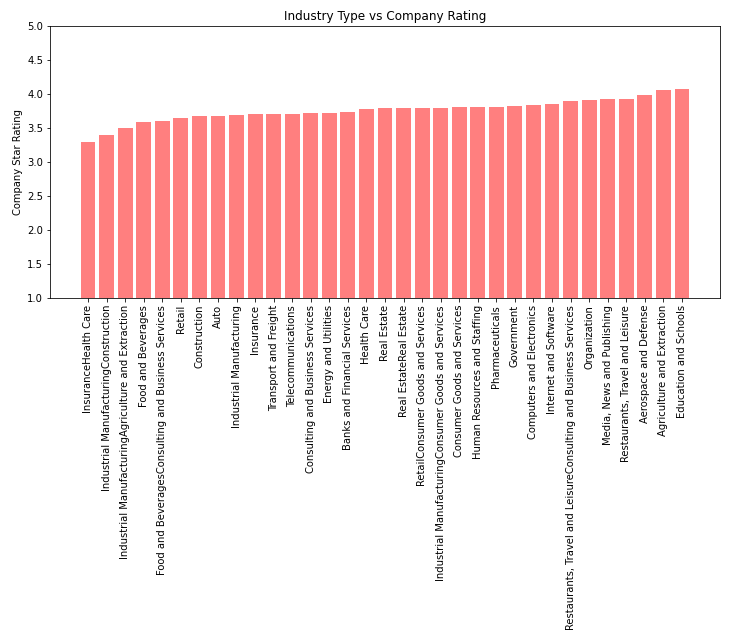 Industry Type vs Company Rating
Company Star Rating
5.0
4.5
4.0
3.5
3.0
2.5
2.0
1.5
1.0
InsuranceHealth Care
Industrial ManufacturingConstruction
Industrial ManufacturingAgriculture and Extraction
Food and Beverages
Food and BeveragesConsulting and Business Services
Retail
Construction
Auto
Industrial Manufacturing
Insurance
Transport and Freight
Telecommunications
Consulting and Business Services
Energy and Utilities
Banks and Financial Services
Health Care
Real Estate
Real EstateReal Estate
RetailConsumer Goods and Services
Industrial ManufacturingConsumer Goods and Services
Consumer Goods and Services
Human Resources and Staffing
Pharmaceuticals
Government
Computers and Electronics
Internet and Software
Restaurants, Travel and LeisureConsulting and Business Services
Organization
Media, News and Publishing
Restaurants, Travel and Leisure
Aerospace and Defense
Agriculture and Extraction
Education and Schools